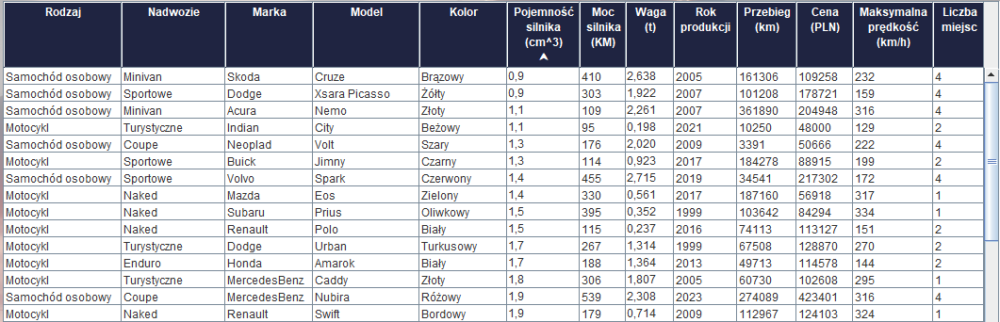 Rodzaj Nadwozie Marka Model Kolor Pojemność silnika (cm^3) Moc silnika (KM) Waga (t) Rok produkcji Przebieg (km) Cena (PLN) Maksymalna prędkość (km/h) Liczba miejsc
Samochód osobowy Minivan Skoda Cruze Brązowy 0,9 410 2,638 2005 161306 109258 232 4
Samochód osobowy Sportowe Dodge Xsara Picasso Żółty 0,9 303 1,922 2007 101208 178721 159 4
Samochód osobowy Minivan Acura Nemo Złoty 1,1 109 2,261 2007 361890 204948 316 4
Motocykl Turystyczne Indian City Beżowy 1,1 95 0,198 2021 10250 48000 129 2
Samochód osobowy Coupe Neoplad Volt Szary 1,3 176 2,020 2009 3391 50666 222 4
Motocykl Sportowe Buick Jimny Czarny 1,3 114 0,923 2017 184278 88915 199 2
Samochód osobowy Sportowe Volvo Spark Czerwony 1,4 455 2,715 2019 34541 217302 172 4
Motocykl Naked Mazda Eos Zielony 1,4 330 0,561 2017 187160 56918 317 1
Motocykl Naked Subaru Prius Oliwkowy 1,5 395 0,352 1999 103642 84294 334 1
Motocykl Naked Renault Polo Biały 1,5 115 0,237 2016 74113 113127 151 2
Motocykl Turystyczne Dodge Urban Turkusowy 1,7 267 1,314 1999 67508 128870 270 2
Motocykl Enduro Honda Amarok Biały 1,7 188 1,364 2013 49713 114578 144 2
Motocykl Turystyczne MercedesBenz Caddy Złoty 1,8 306 1,807 2005 60730 102608 295 1
Samochód osobowy Coupe MercedesBenz Nubira Różowy 1,9 539 2,308 2023 274089 423401 316 4
Motocykl Naked Renault Swift Bordowy 1,9 179 0,714 2009 112967 124103 324 1